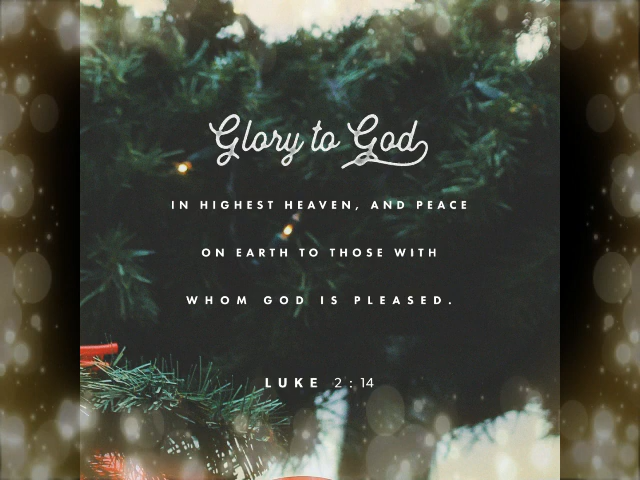 Glory to God
IN HIGHEST HEAVEN, AND PEACE
ON EARTH TO THOSE WITH
WHOM GOD IS PLEASED.
LUKE 2:14